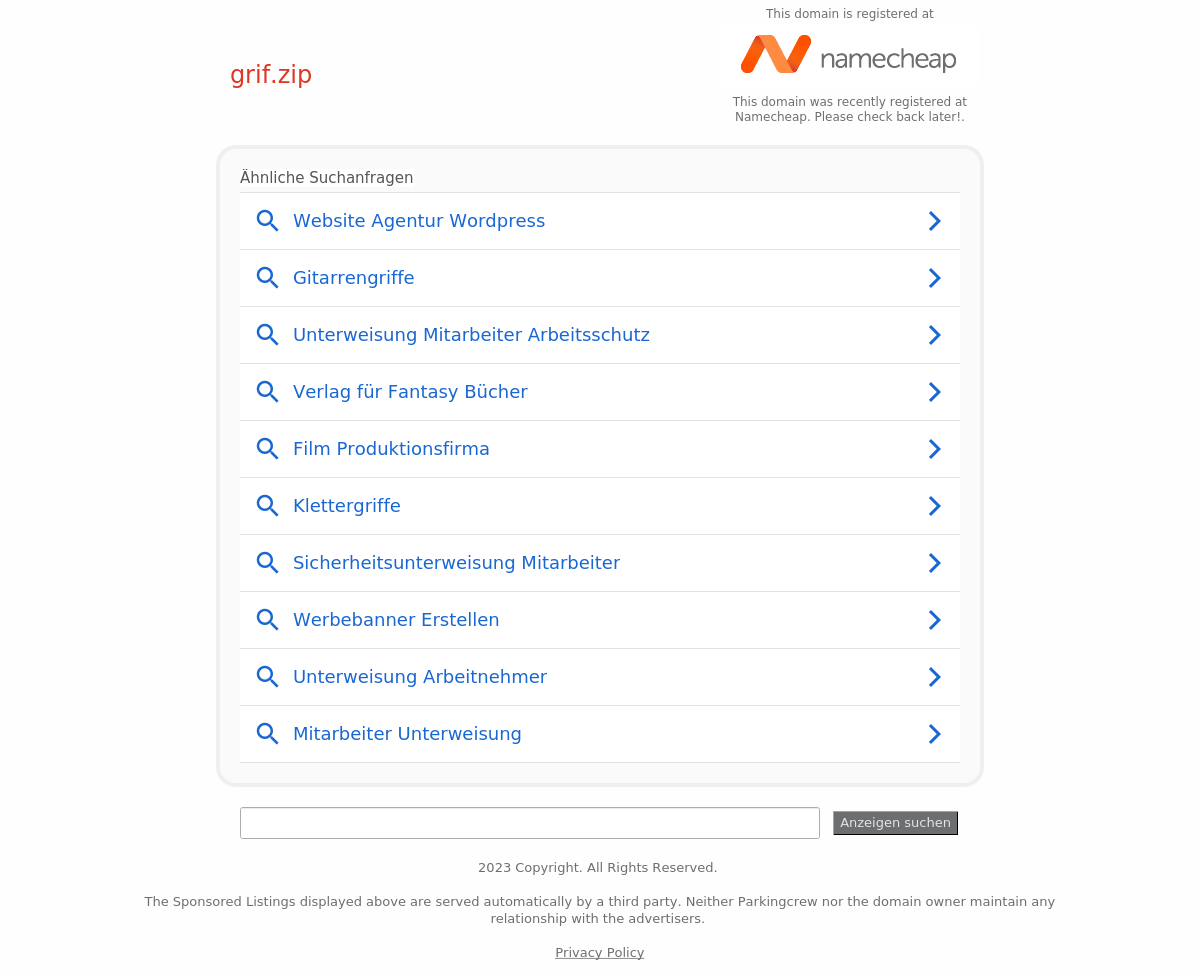 This domain is registered at
namecheap
grif.zip
This domain was recently registered at
Namecheap. Please check back later!.
Ähnliche Suchanfragen
Website Agentur Wordpress
Gitarrengriffe
Unterweisung Mitarbeiter Arbeitsschutz
Verlag für Fantasy Bücher
Film Produktionsfirma
Klettergriffe
Sicherheitsunterweisung Mitarbeiter
Werbebanner Erstellen
Unterweisung Arbeitnehmer
Mitarbeiter Unterweisung
Anzeigen suchen
2023 Copyright. All Rights Reserved.
The Sponsored Listings displayed above are served automatically by a third party. Neither Parkingcrew nor the domain owner maintain any
relationship with the advertisers.
Privacy Policy